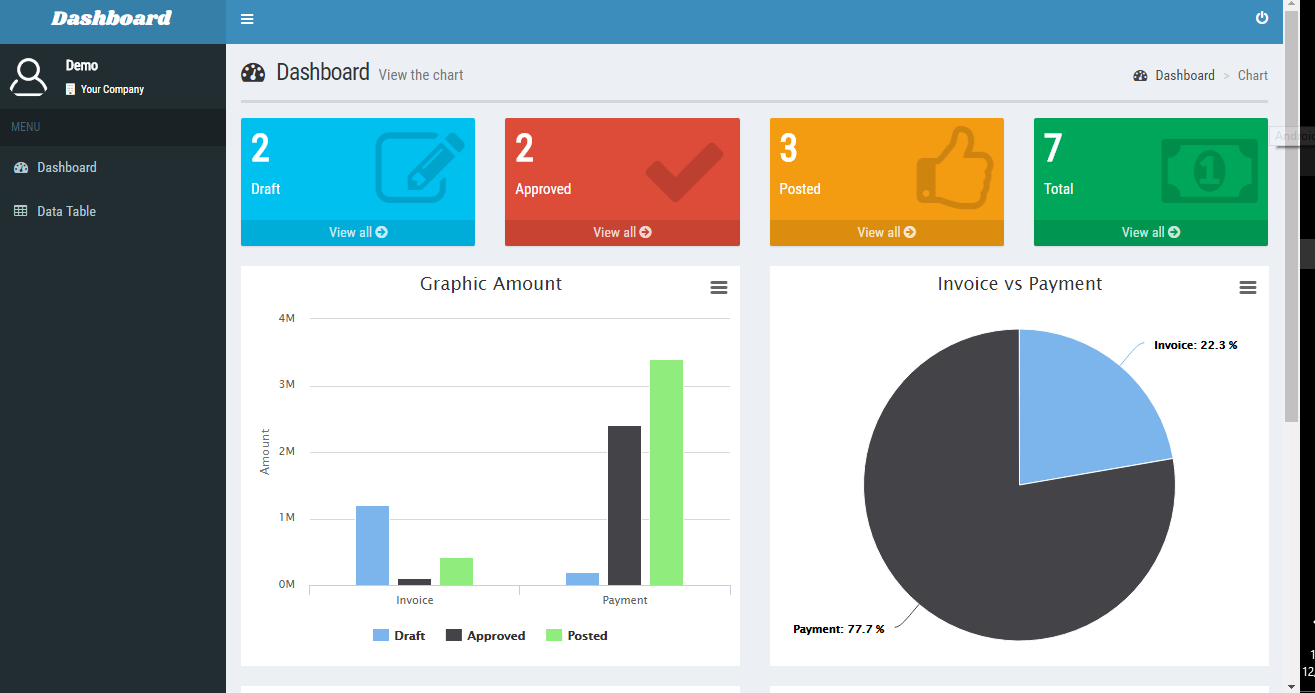 Dashboard
Demo
Your Company
MENU
Dashboard
Data Table
Dashboard View the chart
Dashboard > Chart
2
Draft
View all
2
Approved
View all
3
Posted
View all
7
Total
View all
1
Graphic Amount
4M
3M
2M
1M
0M
Amount
Invoice Payment
Draft Approved Posted
Invoice vs Payment
Invoice: 22.3 %
Payment: 77.7 %